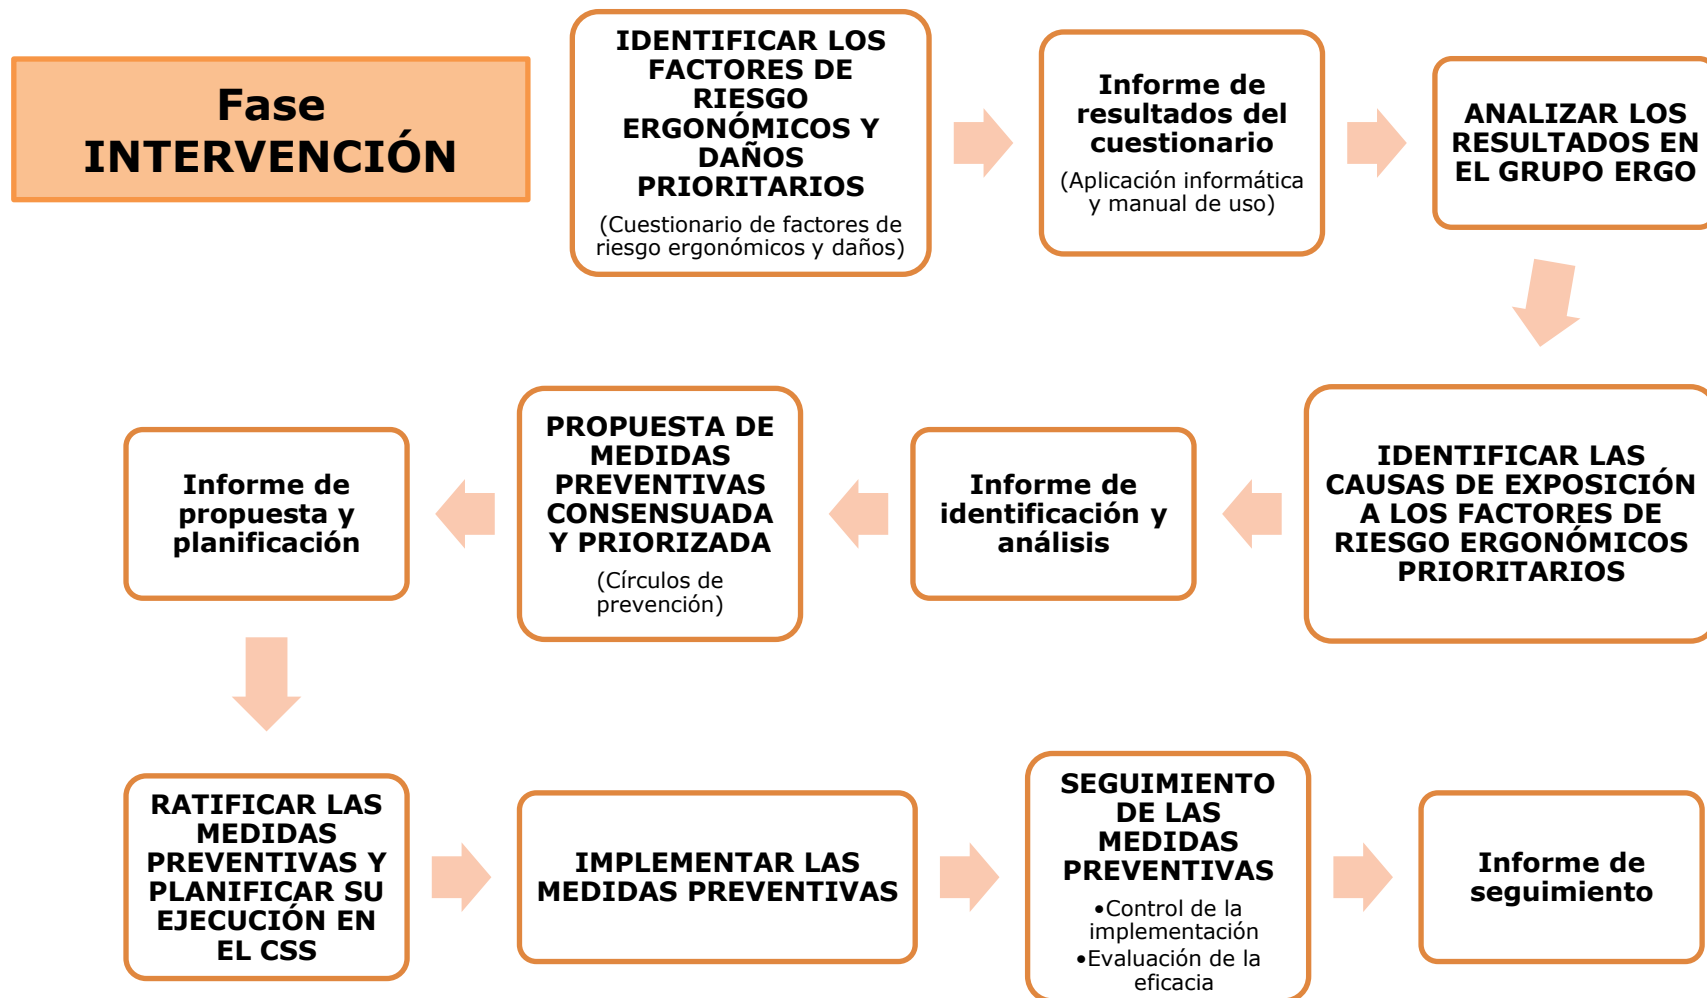 Fase
INTERVENCIÓN
IDENTIFICAR LOS
FACTORES DE
RIESGO
ERGONÓMICOS Y
DAÑOS
PRIORITARIOS
(Cuestionario de factores de
riesgo ergonómicos y daños)
Informe de
resultados del
cuestionario
(Aplicación informática
y manual de uso)
ANALIZAR LOS
RESULTADOS EN
EL GRUPO ERGO
IDENTIFICAR LAS
CAUSAS DE EXPOSICIÓN
A LOS FACTORES DE
RIESGO ERGONÓMICOS
PRIORITARIOS
Informe de
identificación y
análisis
PROPUESTA DE
MEDIDAS
PREVENTIVAS
CONSENSUADA
Y PRIORIZADA
(Círculos de
prevención)
Informe de
propuesta y
planificación
RATIFICAR LAS
MEDIDAS
PREVENTIVAS Y
PLANIFICAR SU
EJECUCIÓN EN
EL CSS
IMPLEMENTAR LAS
MEDIDAS PREVENTIVAS
SEGUIMIENTO
DE LAS
MEDIDAS
PREVENTIVAS
•Control de la
implementación
•Evaluación de la
eficacia
Informe de
seguimiento